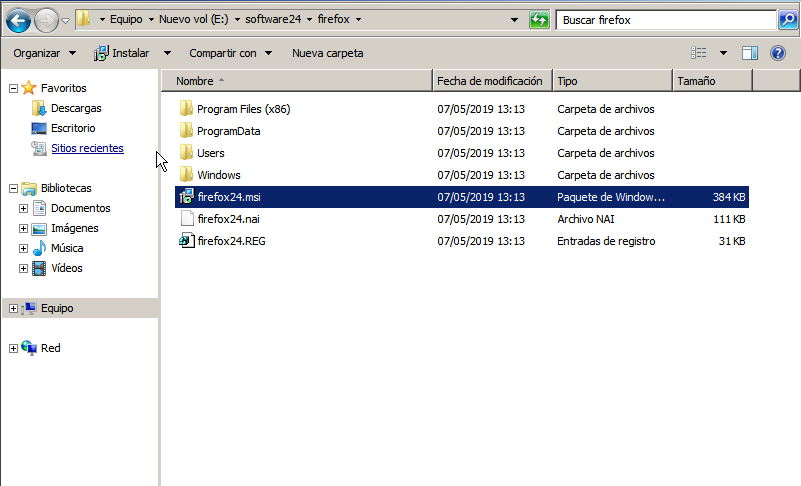 Equipo Nuevo vol (E:) software24 firefox Buscar firefox
Organizar Instalar Compartir con Nueva carpeta
Favoritos
Descargas
Escritorio
Sitios recientes
Bibliotecas
Documentos
Imágenes
Música
Vídeos
Equipo
Red
Nombre Fecha de modificación Tipo Tamaño
Program Files (x86) 07/05/2019 13:13 Carpeta de archivos
ProgramData 07/05/2019 13:13 Carpeta de archivos
Users 07/05/2019 13:13 Carpeta de archivos
Windows 07/05/2019 13:13 Carpeta de archivos
firefox24.msi 07/05/2019 13:13 Paquete de Window... 384 KB
firefox24.nai 07/05/2019 13:13 Archivo NAI 111 KB
firefox24.REG 07/05/2019 13:13 Entradas de registro 31 KB